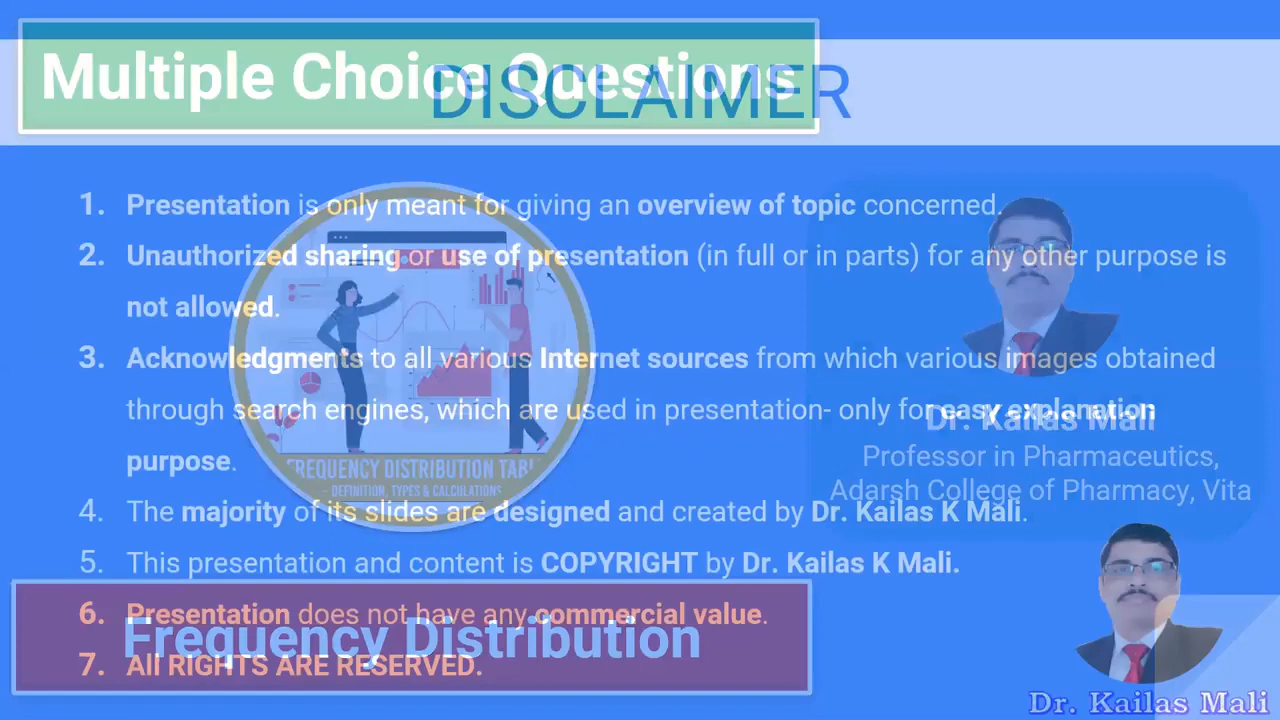 Multiple Choice Questions
DISCLAIMER
1. Presentation is only meant for giving an overview of topic concerned.
2. Unauthorized sharing or use of presentation (in full or in parts) for any other purpose is
not allowed.
3. Acknowledgments to all various Internet sources from which various images obtained
through search engines, which are used in presentation- only for easy explanation
purpose.
4. The majority of its slides are designed and created by Dr. Kailas K Mali.
5. This presentation and content is COPYRIGHT by Dr. Kailas K Mali.
6. Presentation does not have any commercial value.
7. All RIGHTS ARE RESERVED.
FREQUENCY DISTRIBUTION TABL
- DEFINITION, TYPES & CALCULATIONS
Dr. Kailas Mali
Professor in Pharmaceutics,
Adarsh College of Pharmacy, Vita
Frequency Distribution
Dr. Kailas Mali